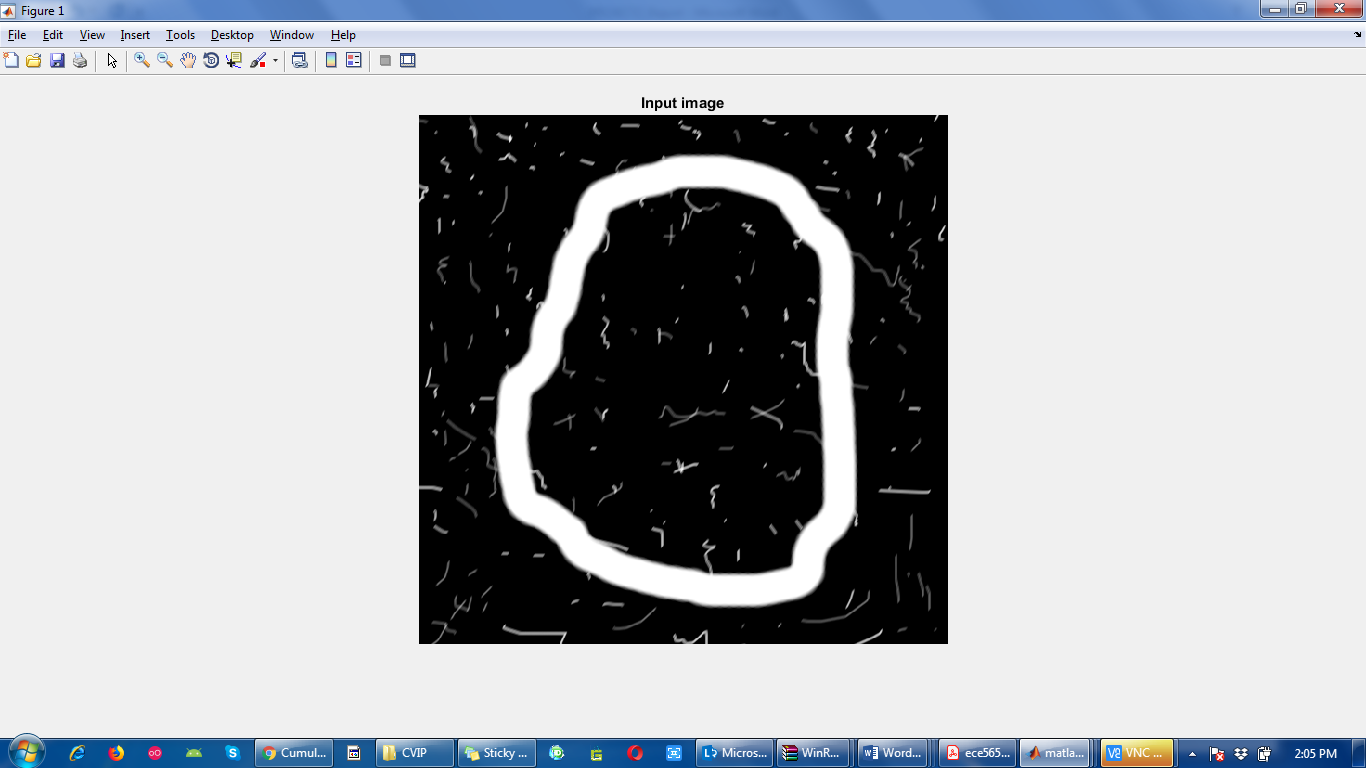 Figure 1
File Edit View Insert Tools Desktop Window Help
Input image
Cumul... CVIP Sticky ... Micros... WinR... Word... ece565... matla... VNC ... 2:05 PM